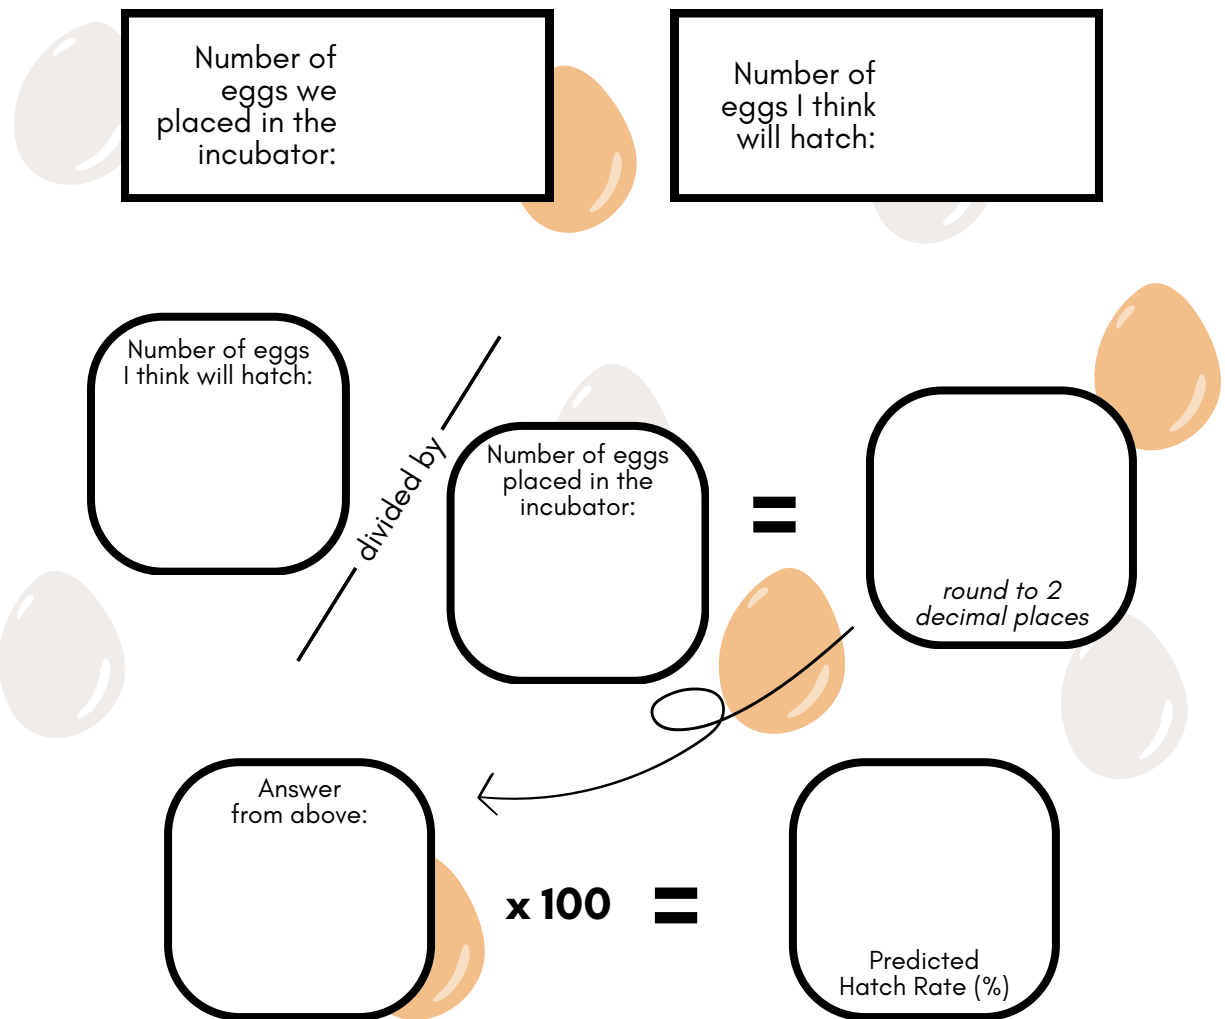 Number of
eggs we
placed in the
incubator:
Number of
eggs I think
will hatch:
Number of eggs
I think will hatch:
divided by
Number of eggs
placed in the
incubator:
=
round to 2
decimal places
Answer
from above:
x 100 =
Predicted
Hatch Rate (%)